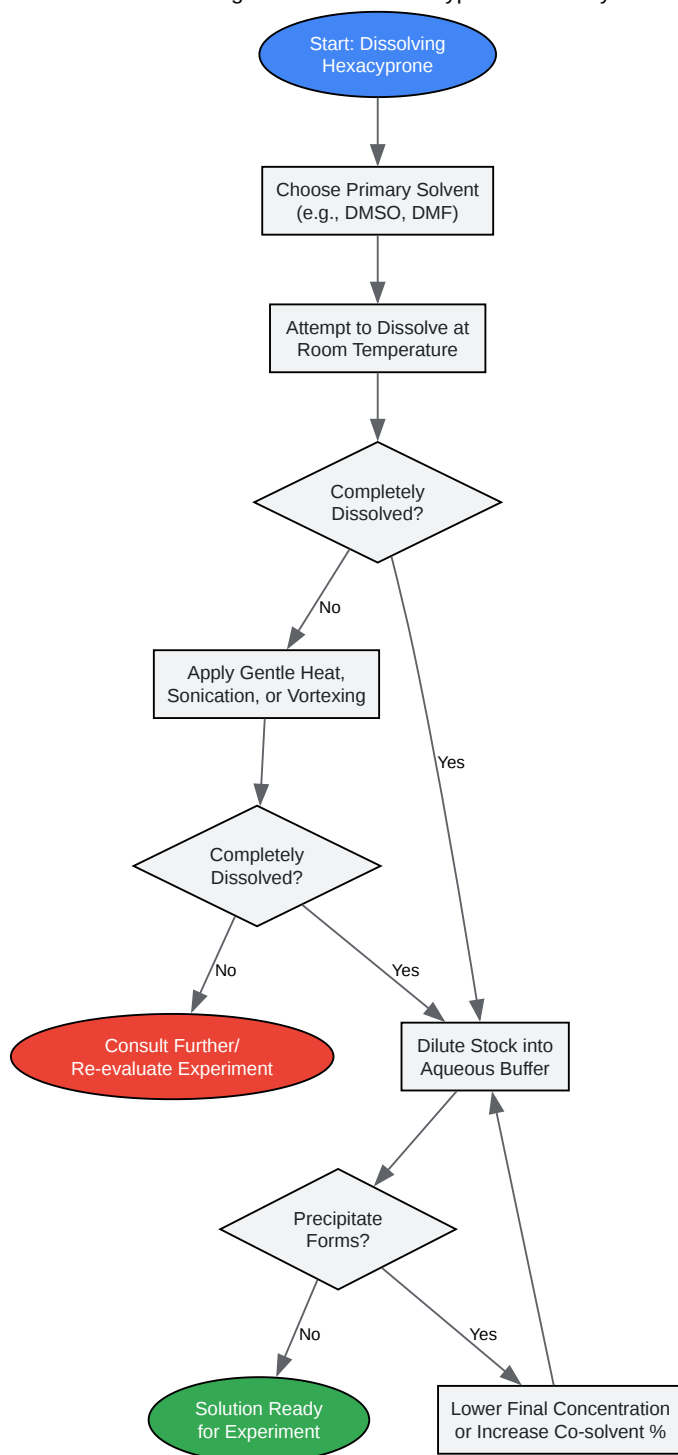 Start: Dissolving
Hexacyprone
Choose Primary Solvent
(e.g., DMSO, DMF)
Attempt to Dissolve at
Room Temperature
Completely
Dissolved?
No
Apply Gentle Heat,
Sonication, or Vortexing
Yes
Completely
Dissolved?
No
Yes
Consult Further/
Re-evaluate Experiment
Dilute Stock into
Aqueous Buffer
Precipitate
Forms?
No
Yes
Solution Ready
for Experiment
Lower Final Concentration
or Increase Co-solvent %